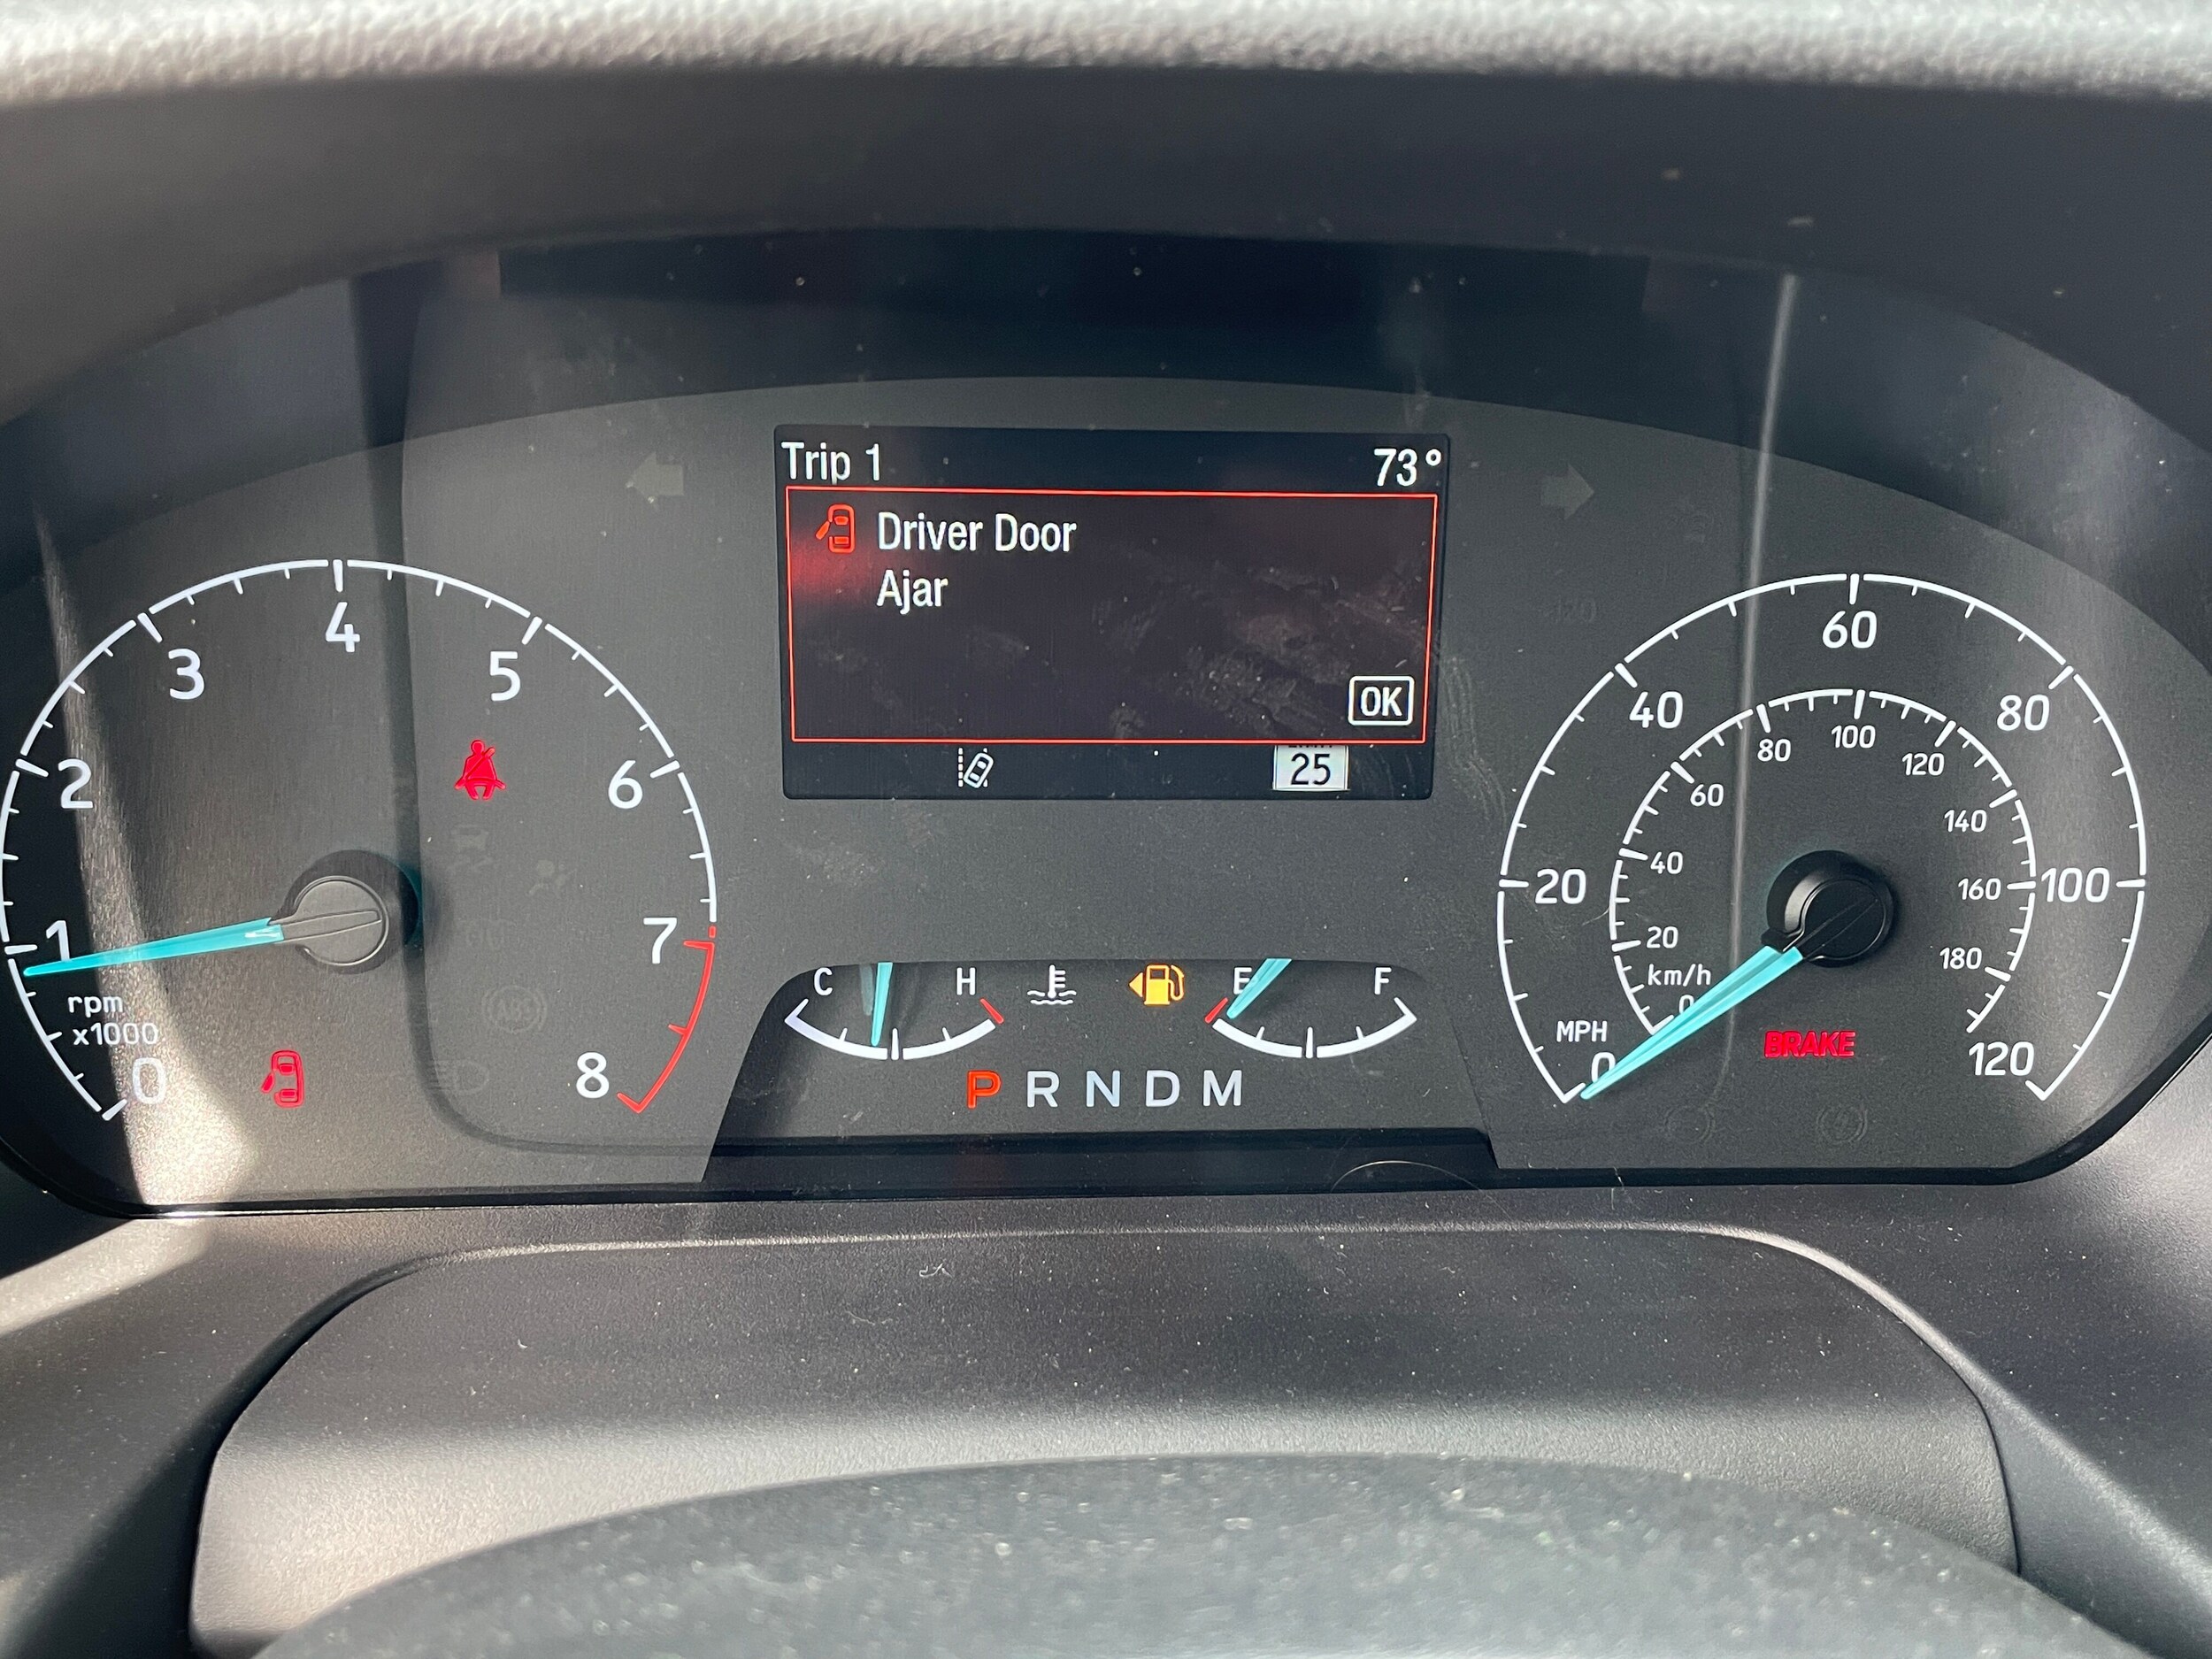 Trip 1 73°
Driver Door
Ajar
OK
25
0 1 2 3 4 5 6 7 8
rpm
x1000
C H
E F
P R N D M
0 20 40 60 80 100 120
MPH
0 20 40 60 80 100 120 140 160 180
km/h
BRAKE